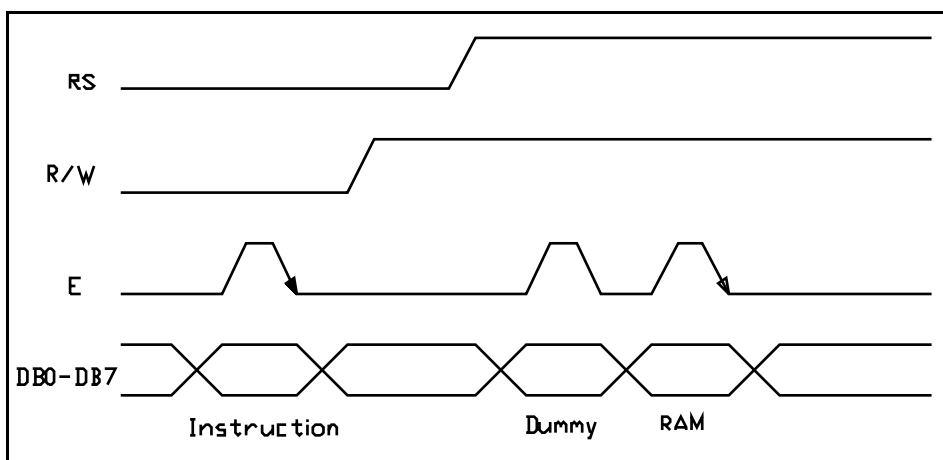 RS
R/W
E
DB0-DB7
Instruction Dummy RAM